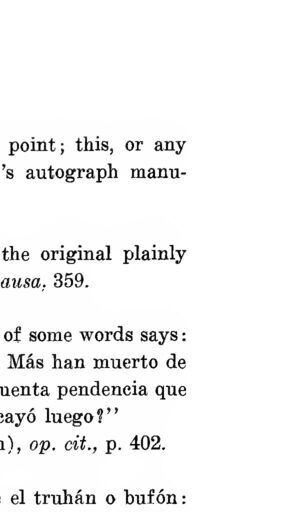 point; this, or any
's autograph manu-
the original plainly
ausa, 359.
of some words says:
Más han muerto de
uenta pendencia que
cayó luego?''
), op. cit., p. 402.
el truhán o bufón: